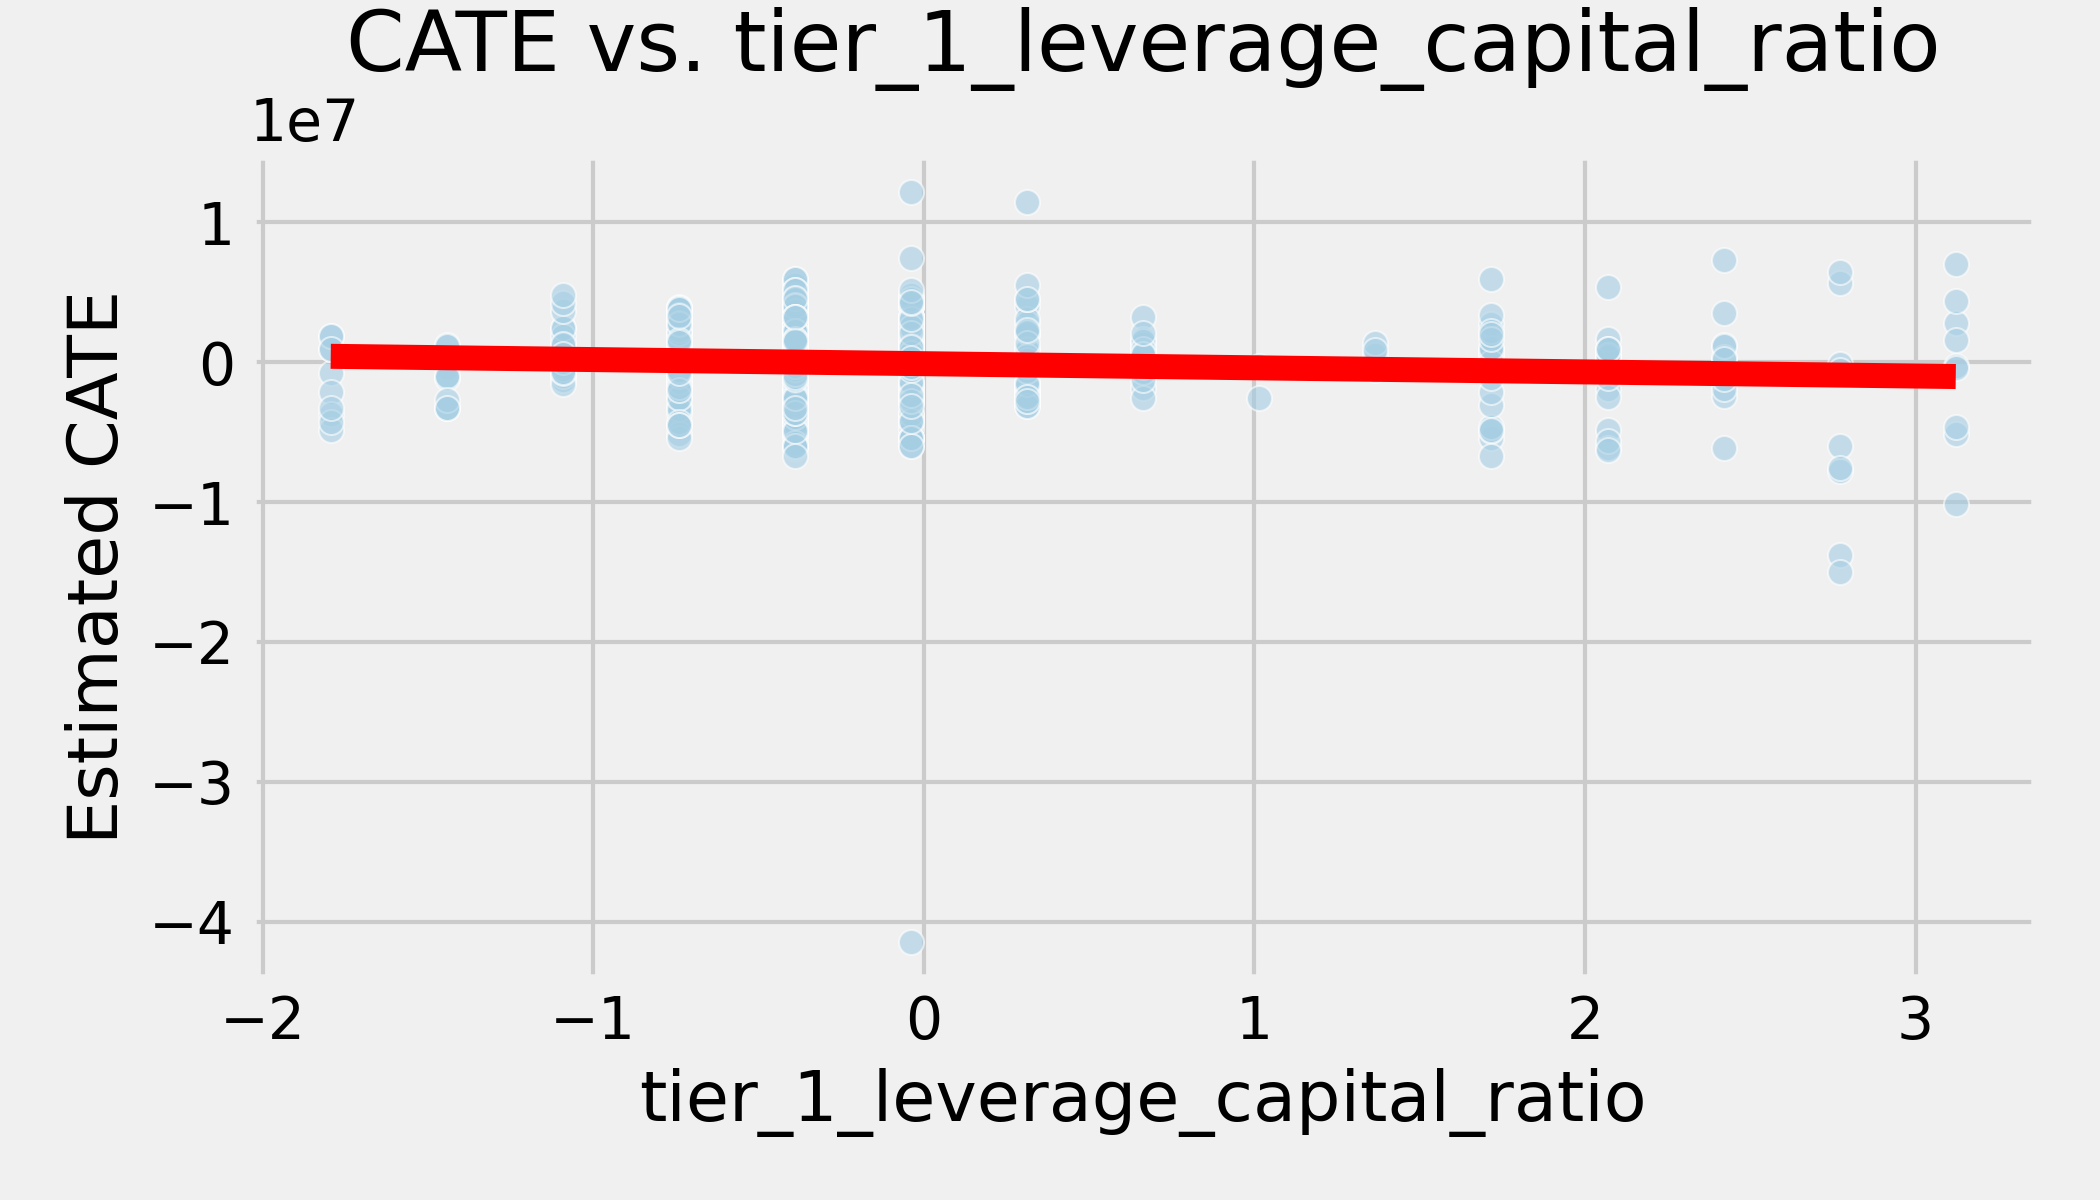 CATE vs. tier_1_leverage_capital_ratio
1e7
1
0
−1
−2
−3
−4
Estimated CATE
−2 −1 0 1 2 3
tier_1_leverage_capital_ratio